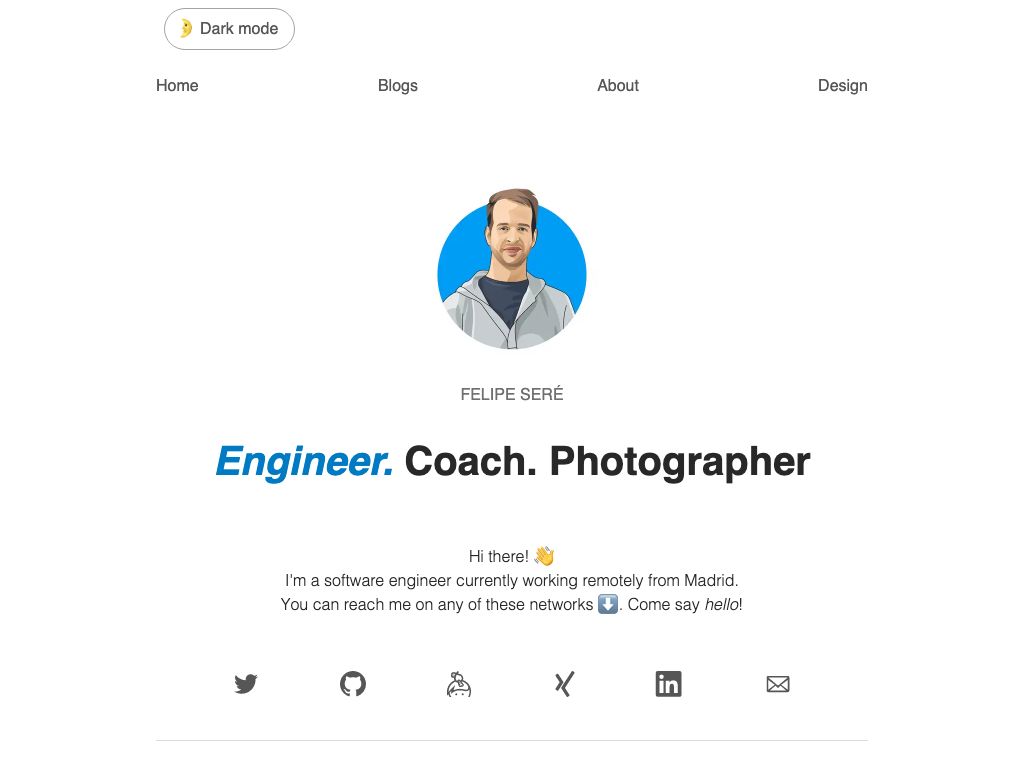 🌛 Dark mode
Home Blogs About Design
FELIPE SERÉ
Engineer. Coach. Photographer
Hi there! 👋
I'm a software engineer currently working remotely from Madrid.
You can reach me on any of these networks ⬇️. Come say hello!
in